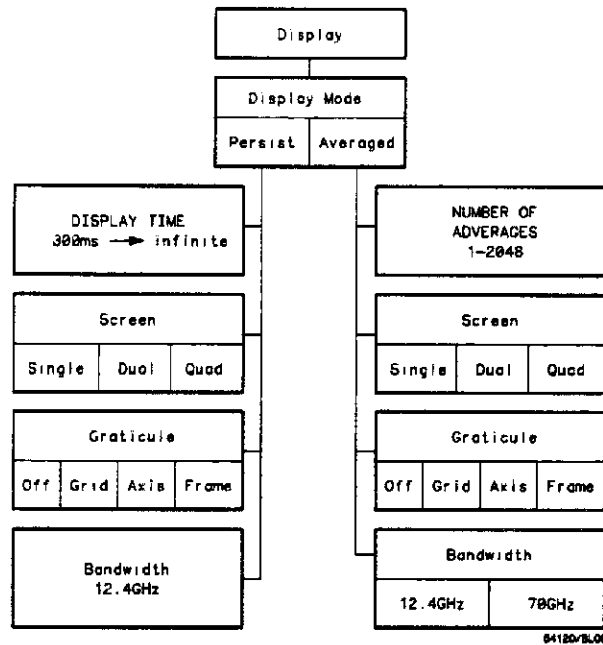 Display
Display Mode
Persist Averaged
DISPLAY TIME
300ms → infinite
Screen
Single Dual Quad
Graticule
Off Grid Axis Frame
Bandwidth
12.4GHz
NUMBER OF
ADVERAGES
1-2048
Screen
Single Dual Quad
Graticule
Off Grid Axis Frame
Bandwidth
12.4GHz 70GHz